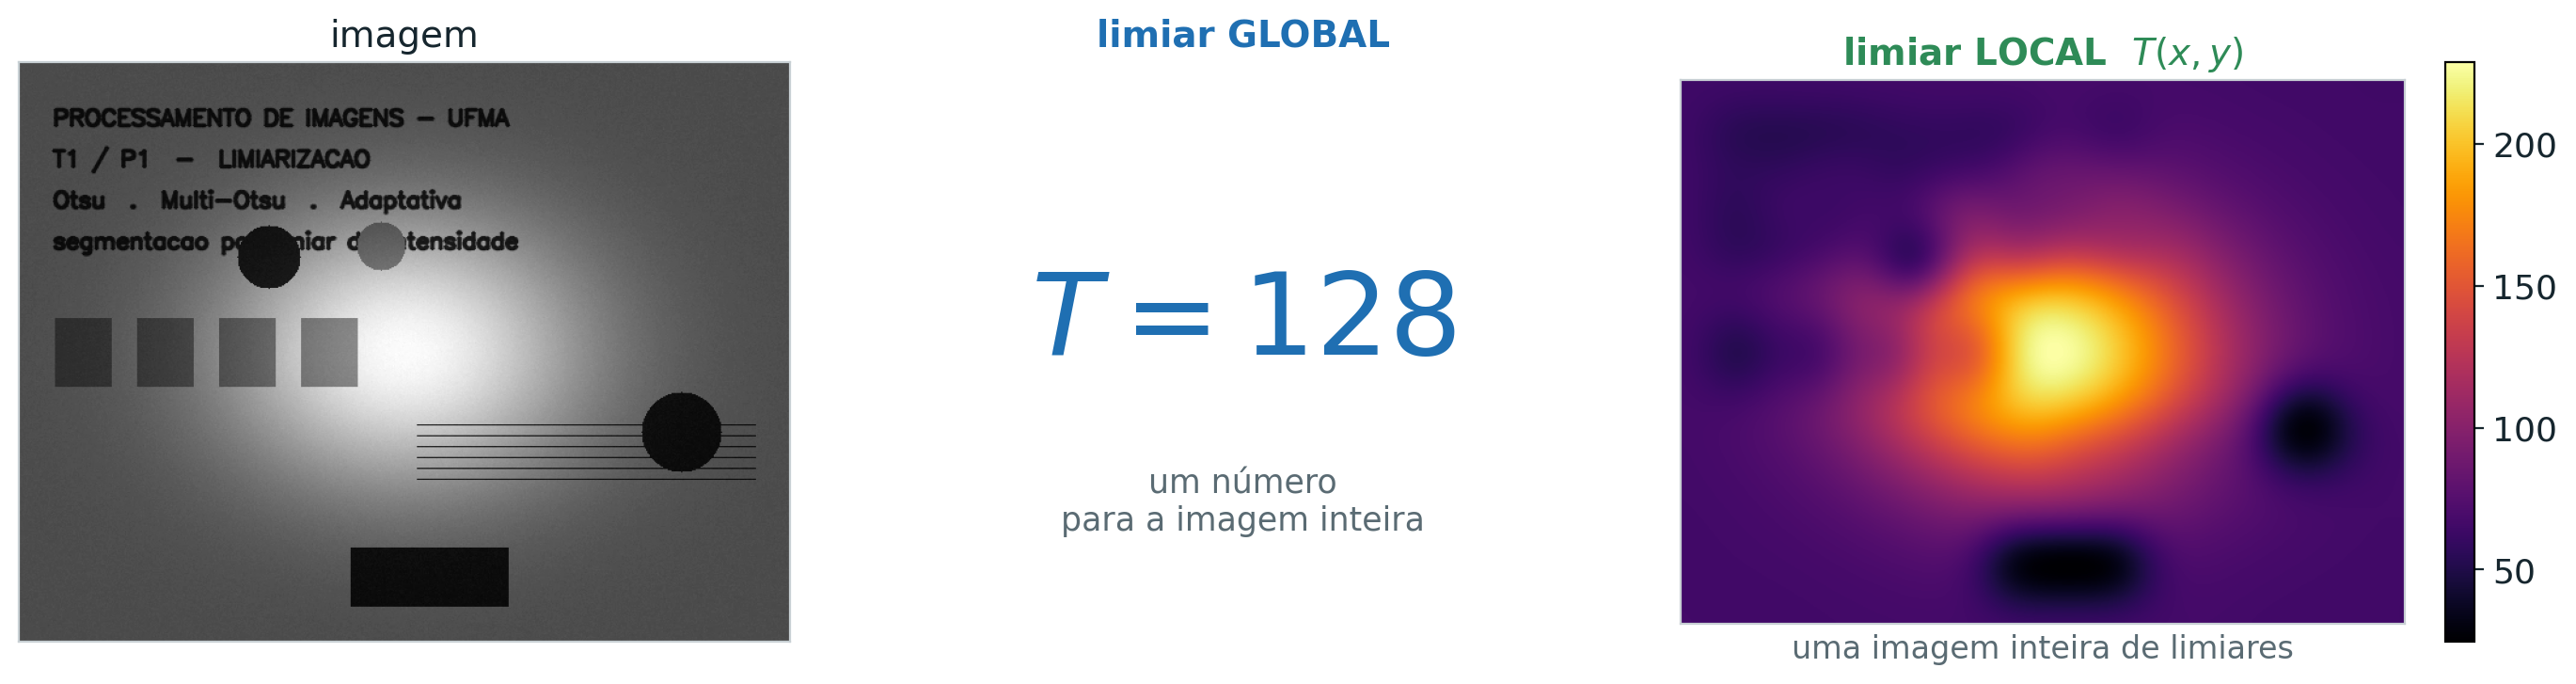 imagem
PROCESSAMENTO DE IMAGENS – UFMA
T1 / P1 – LIMIARIZACAO
Otsu . Multi-Otsu . Adaptativa
segmentacao
limiar GLOBAL
T = 128
um número
para a imagem inteira
limiar LOCAL T(x, y)
200
150
100
50
uma imagem inteira de limiares